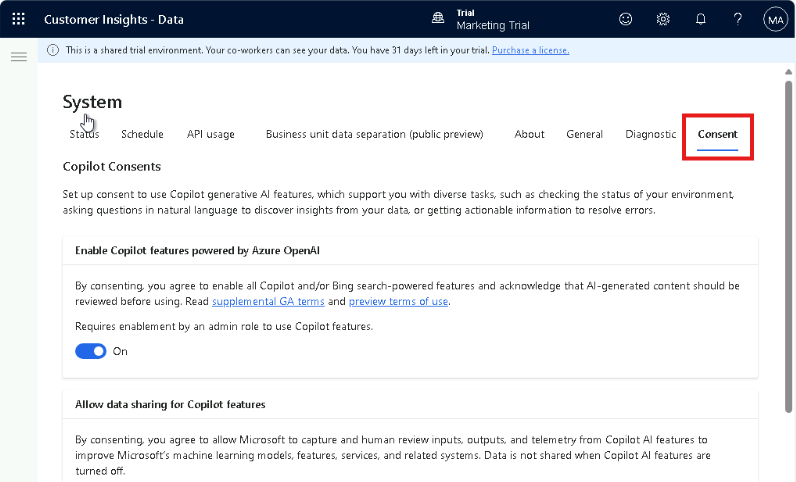 Customer Insights - Data
Trial
Marketing Trial
?
MA
This is a shared trial environment. Your co-workers can see your data. You have 31 days left in your trial. Purchase a license.
System
Status Schedule API usage Business unit data separation (public preview) About General Diagnostic Consent
Copilot Consents
Set up consent to use Copilot generative AI features, which support you with diverse tasks, such as checking the status of your environment,
asking questions in natural language to discover insights from your data, or getting actionable information to resolve errors.
Enable Copilot features powered by Azure OpenAI
By consenting, you agree to enable all Copilot and/or Bing search-powered features and acknowledge that AI-generated content should be
reviewed before using. Read supplemental GA terms and preview terms of use.
Requires enablement by an admin role to use Copilot features.
On
Allow data sharing for Copilot features
By consenting, you agree to allow Microsoft to capture and human review inputs, outputs, and telemetry from Copilot AI features to
improve Microsoft's machine learning models, features, services, and related systems. Data is not shared when Copilot AI features are
turned off.